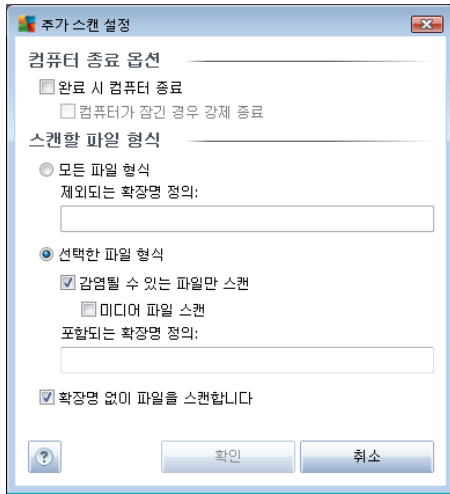 추가 스캔 설정
컴퓨터 종료 옵션
완료 시 컴퓨터 종료
컴퓨터가 잠긴 경우 강제 종료
스캔할 파일 형식
모든 파일 형식
제외되는 확장명 정의:
선택한 파일 형식
감염될 수 있는 파일만 스캔
미디어 파일 스캔
포함되는 확장명 정의:
확장명 없이 파일을 스캔합니다
? 확인 취소